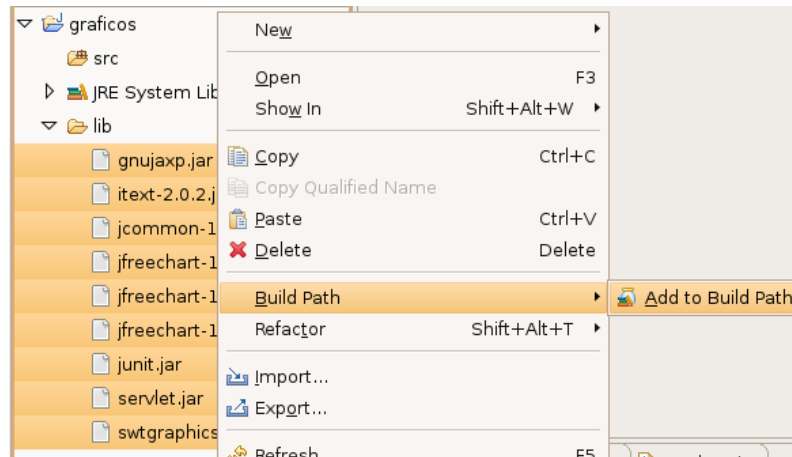 graficos
src
JRE System Lib
lib
gnujaxp.jar
itext-2.0.2.j
jcommon-1
jfreechart-1
jfreechart-1
jfreechart-1
junit.jar
servlet.jar
swtgraphics
New
Open F3
Show In Shift+Alt+W
Copy Ctrl+C
Copy Qualified Name
Paste Ctrl+V
Delete Delete
Build Path
Refactor Shift+Alt+T
Import...
Export...
Refresh F5
Add to Build Path